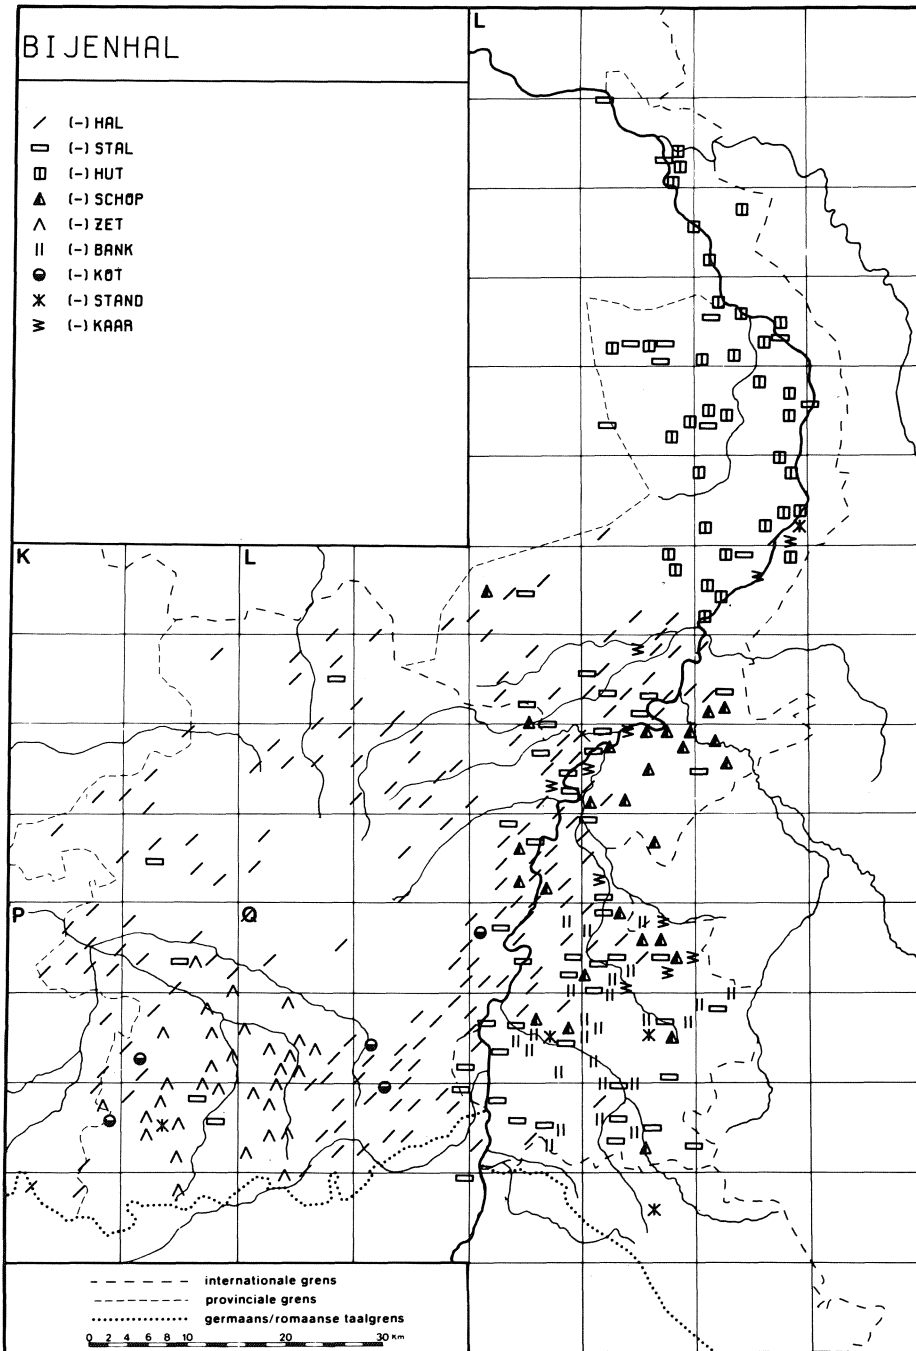 L
BIJENHAL
(-) HAL
(-) STAL
(-) HUT
(-) SCHOP
(-) ZET
(-) BANK
(-) KOT
(-) STAND
(-) KAAR
K
L
P
Q
internationale grens
provinciale grens
germaans/romaanse taalgrens
0 2 4 6 8 10 20 30 Km